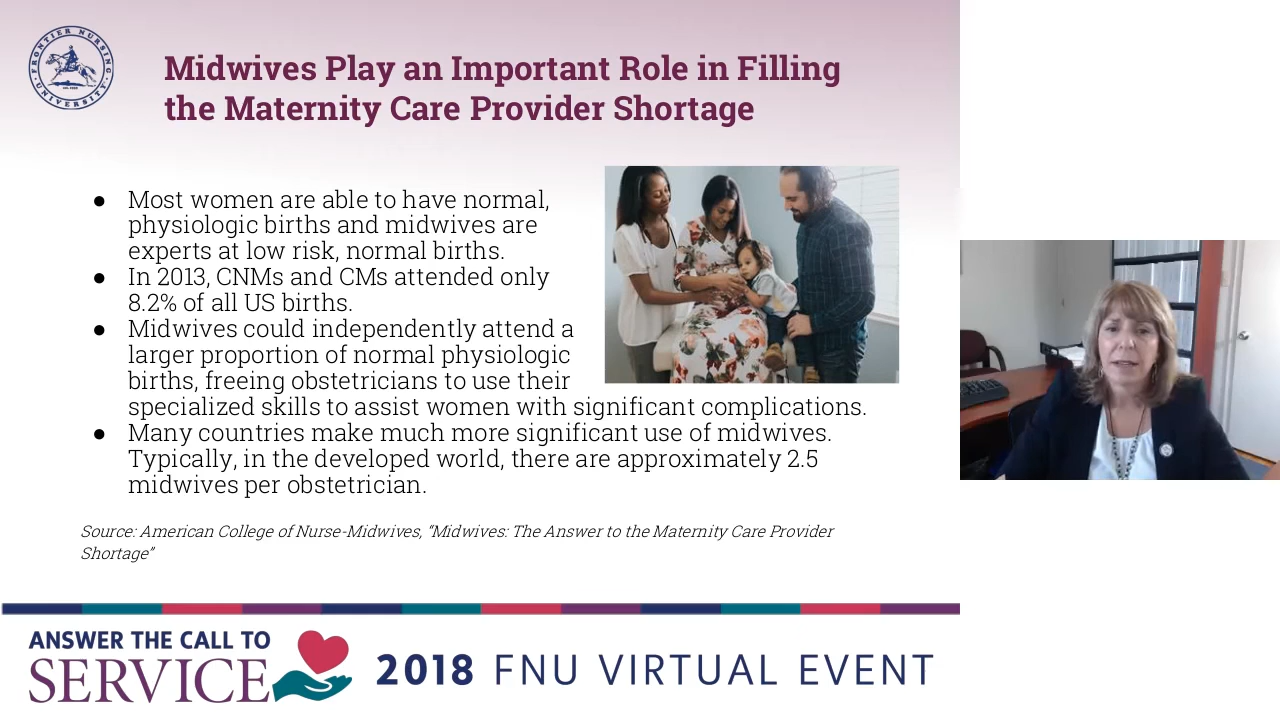 FRONTIER NURSING
UNIVERSITY
Midwives Play an Important Role in Filling
the Maternity Care Provider Shortage
● Most women are able to have normal,
physiologic births and midwives are
experts at low risk, normal births.
● In 2013, CNMs and CMs attended only
8.2% of all US births.
● Midwives could independently attend a
larger proportion of normal physiologic
births, freeing obstetricians to use their
specialized skills to assist women with significant complications.
● Many countries make much more significant use of midwives.
Typically, in the developed world, there are approximately 2.5
midwives per obstetrician.
Source: American College of Nurse-Midwives, “Midwives: The Answer to the Maternity Care Provider
Shortage”
ANSWER THE CALL TO
SERVICE
2018 FNU VIRTUAL EVENT